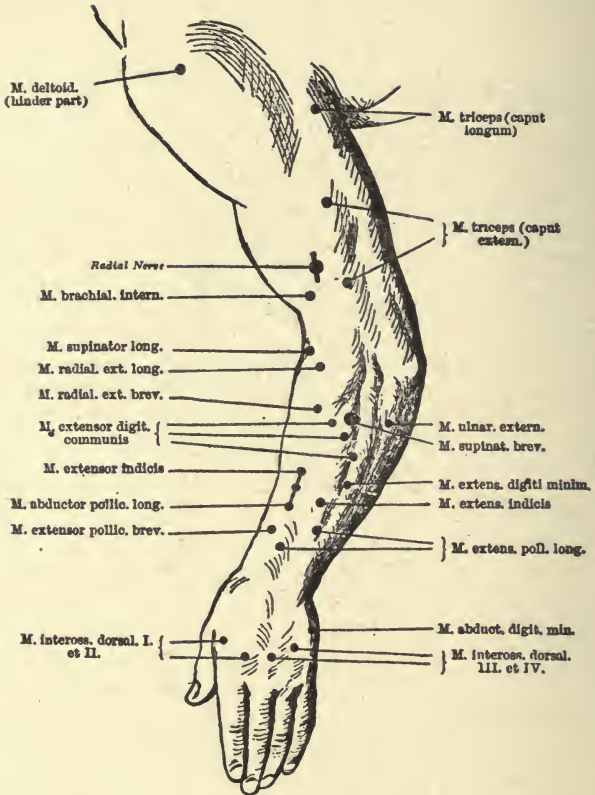 M. deltoid.
(hinder part)
M. triceps (caput
longum)
M. triceps (caput
extern.)
Radial Nerve
M. brachial. intern.
M. supinator long.
M. radial. ext. long.
M. radial. ext. brev.
M. extensor digit.
communis
M. ulnar. extern.
M. supinat. brev.
M. extensor indicis
M. extens. digiti minim.
M. abductor pollic. long.
M. extens. indicis
M. extensor pollic. brev.
M. extens. poll. long.
M. inteross. dorsal. I.
et II.
M. abduct. digit. min.
M. inteross. dorsal.
III. et IV.